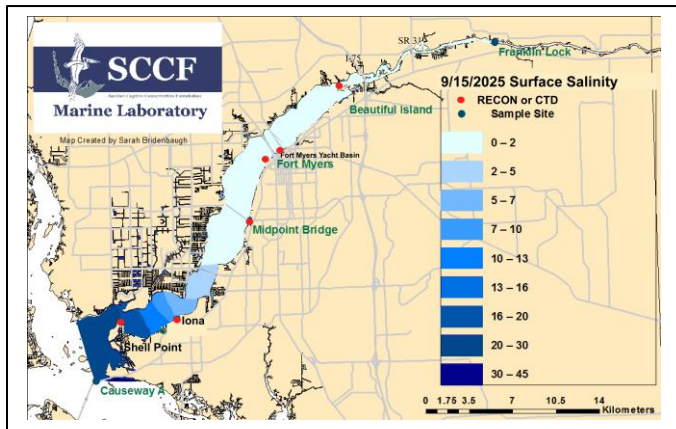 SR 31
Franklin Lock
I-75
SCCF
Marine Laboratory
Map Created by Sarah Bridenbaugh
9/15/2025 Surface Salinity
RECON or CTD
Sample Site
Beautiful Island
Fort Myers Yacht Basin
Fort Myers
0 – 2
2 – 5
5 – 7
7 – 10
10 – 13
13 – 16
16 – 20
20 – 30
30 – 45
Midpoint Bridge
Iona
Shell Point
Causeway A
0 1.75 3.5 7 10.5 14
Kilometers